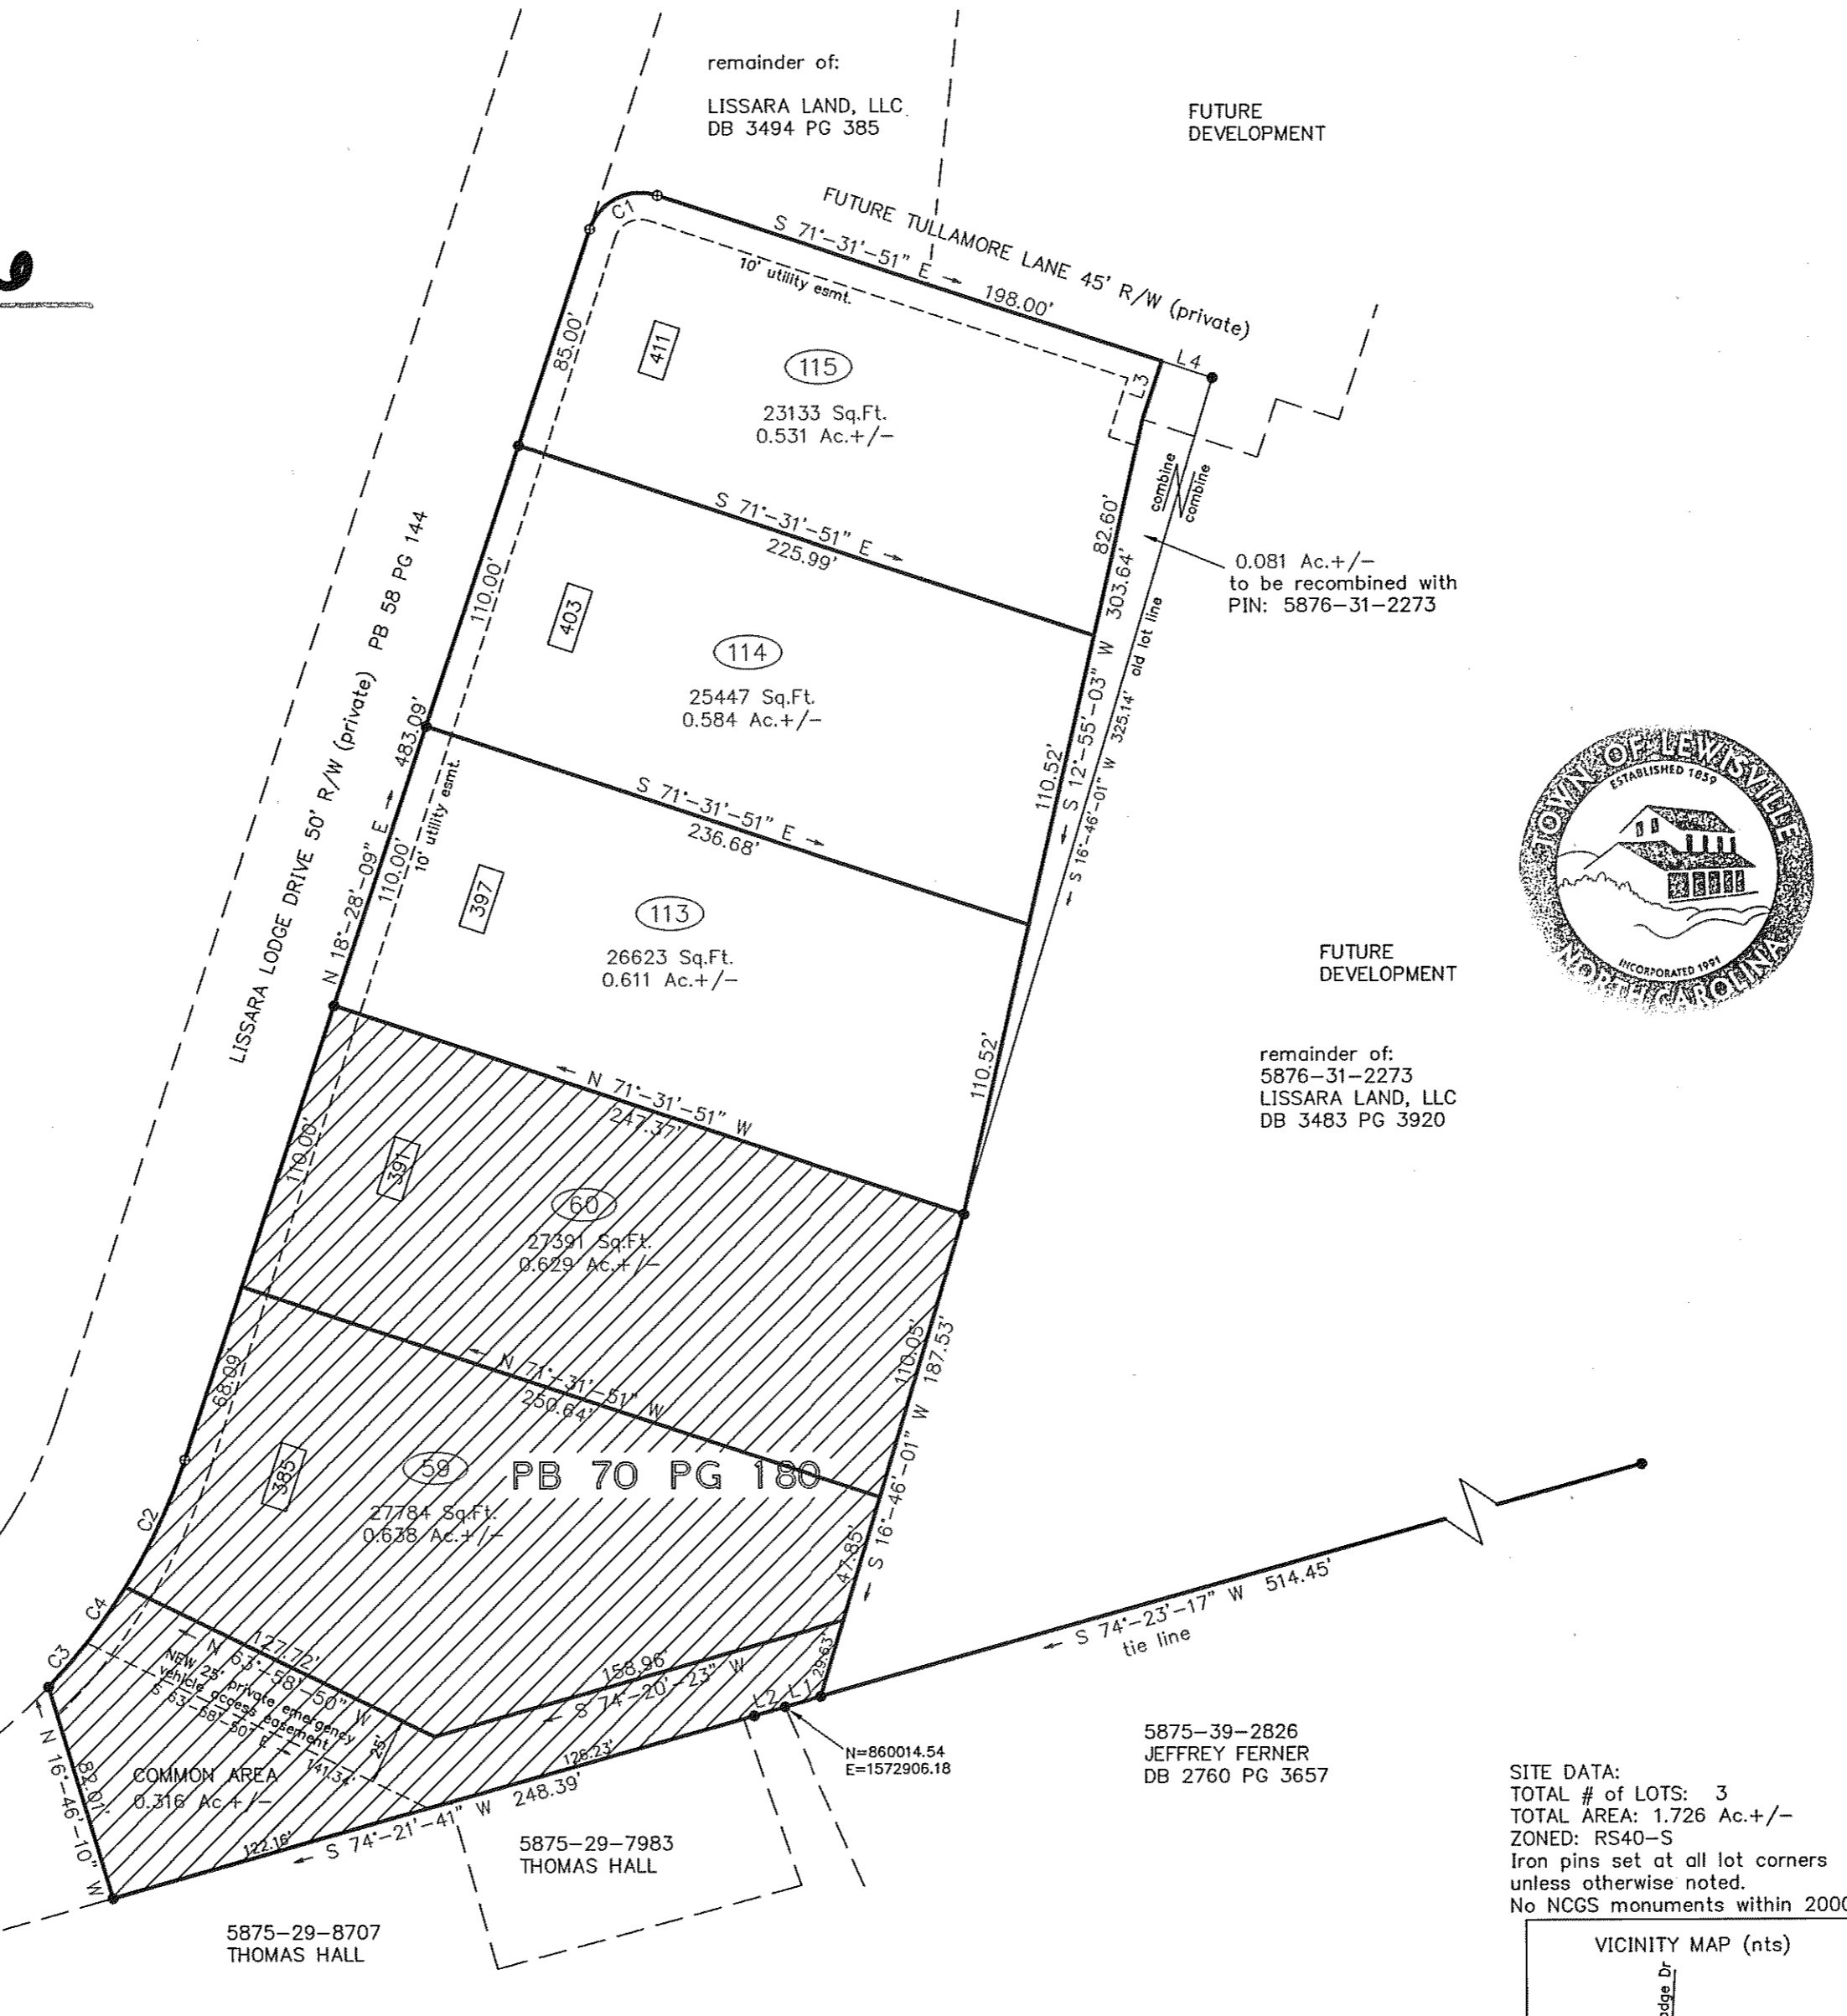 remainder of:
LISSARA LAND, LLC
DB 3494 PG 385
FUTURE
DEVELOPMENT
FUTURE TULLAMORE LANE 45' R/W (private)
C1
S 71°-31'-51" E
198.00'
10' utility esmt.
L4
L3
85.00'
411
115
23133 Sq.Ft.
0.531 Ac.+/-
combine
combine
82.60'
0.081 Ac.+/-
to be recombined with
PIN: 5876-31-2273
S 71°-31'-51" E
225.99'
303.64'
S 12°-55'-03" W
S 16°-46'-01" W 325.14' old lot line
LISSARA LODGE DRIVE 50' R/W (private) PB 58 PG 144
110.00'
403
114
25447 Sq.Ft.
0.584 Ac.+/-
110.52'
N 18°-28'-09" E 483.09'
10' utility esmt.
S 71°-31'-51" E
236.68'
110.00'
397
113
26623 Sq.Ft.
0.611 Ac.+/-
110.52'
TOWN OF LEWISVILLE
ESTABLISHED 1859
INCORPORATED 1991
NORTH CAROLINA
FUTURE
DEVELOPMENT
remainder of:
5876-31-2273
LISSARA LAND, LLC
DB 3483 PG 3920
N 71°-31'-51" W
247.37'
110.00'
391
60
27391 Sq.Ft.
0.629 Ac.+/-
110.05'
187.53'
S 16°-46'-01" W
68.09'
N 71°-31'-51" W
250.64'
385
59
PB 70 PG 180
27784 Sq.Ft.
0.638 Ac.+/-
C2
47.85'
C4
C3
127.72'
N 63°-58'-50" W
NEW 25' private emergency
vehicle access easement
S 63°-58'-50" E
141.34'
25'
158.96'
S 74°-20'-23" W
29.63'
L2
L1
S 74°-23'-17" W 514.45'
tie line
N=860014.54
E=1572906.18
COMMON AREA
0.316 Ac.+/-
N 16°-46'-10" W
82.01'
126.23'
122.16'
S 74°-21'-41" W 248.39'
5875-29-7983
THOMAS HALL
5875-39-2826
JEFFREY FERNER
DB 2760 PG 3657
5875-29-8707
THOMAS HALL
SITE DATA:
TOTAL # of LOTS: 3
TOTAL AREA: 1.726 Ac.+/-
ZONED: RS40-S
Iron pins set at all lot corners
unless otherwise noted.
No NCGS monuments within 2000
VICINITY MAP (nts)